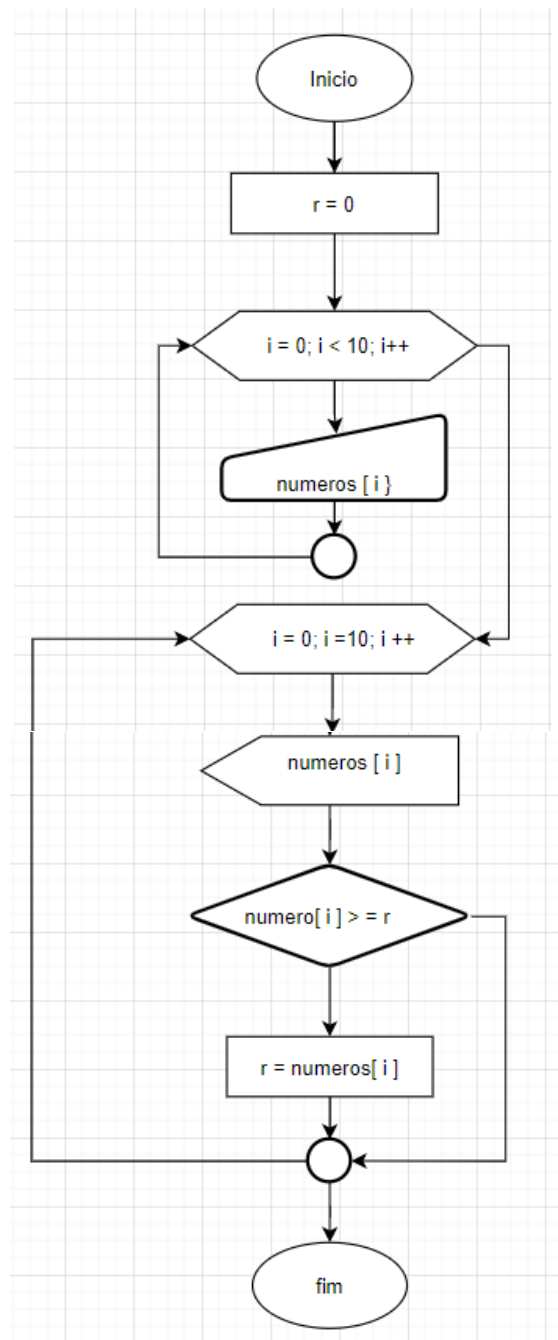 Inicio
r = 0
i = 0; i < 10; i++
numeros [ i }
i = 0; i =10; i ++
numeros [ i ]
numero[ i ] > = r
r = numeros[ i ]
fim